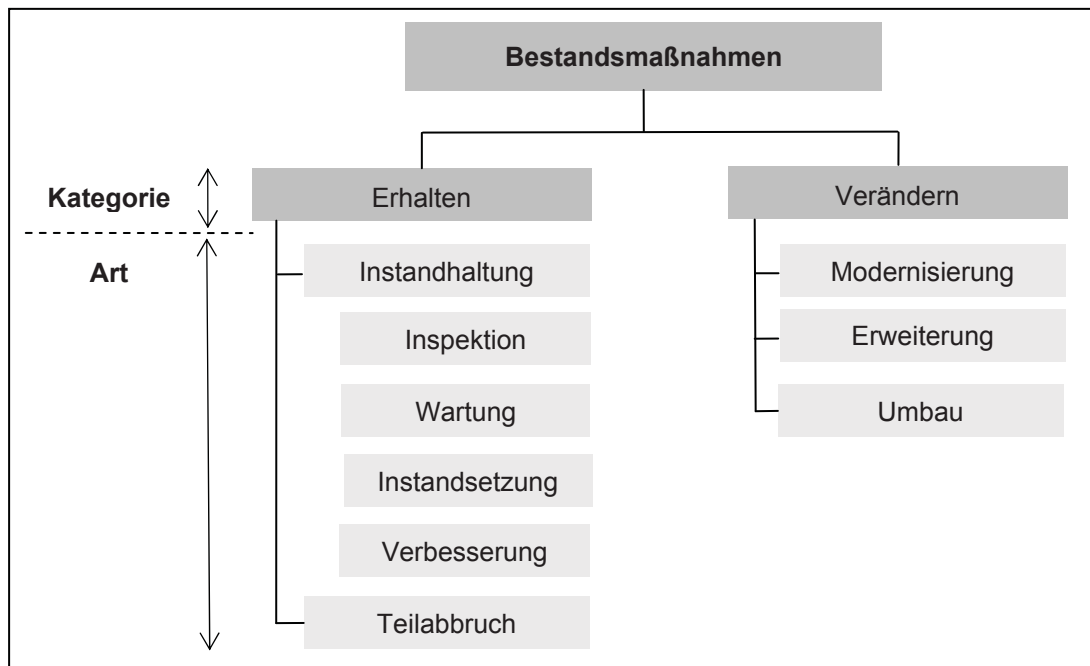 Bestandsmaßnahmen
Kategorie
Erhalten
Verändern
Art
Instandhaltung
Modernisierung
Inspektion
Erweiterung
Wartung
Umbau
Instandsetzung
Verbesserung
Teilabbruch